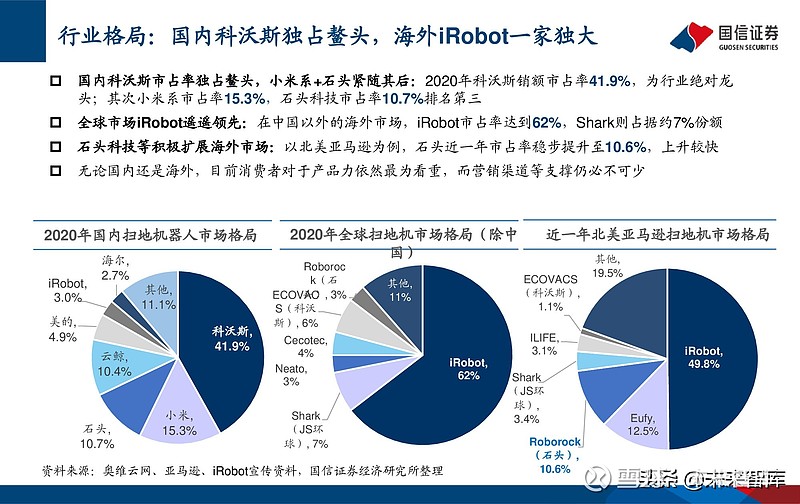 行业格局：国内科沃斯独占鳌头，海外iRobot一家独大
国信证券
GUOSEN SECURITIES
国内科沃斯市占率独占鳌头，小米系+石头紧随其后：2020年科沃斯销额市占率41.9%，为行业绝对龙
头；其次小米系市占率15.3%，石头科技市占率10.7%排名第三
全球市场iRobot遥遥领先：在中国以外的海外市场，iRobot市占率达到62%，Shark则占据约7%份额
石头科技等积极扩展海外市场：以北美亚马逊为例，石头近一年市占率稳步提升至10.6%，上升较快
无论国内还是海外，目前消费者对于产品力依然最为看重，而营销渠道等支撑仍必不可少
2020年国内扫地机器人市场格局
海尔,
2.7%
其他,
11.1%
iRobot,
3.0%
美的,
4.9%
云鲸,
10.4%
石头,
10.7%
小米,
15.3%
科沃斯,
41.9%
2020年全球扫地机市场格局（除中
国）
Roboroc
k（石
）, 3%
其他,
11%
ECOVAC
S（科沃
斯）, 6%
Cecotec,
4%
Neato,
3%
Shark
（JS环
球）, 7%
iRobot,
62%
近一年北美亚马逊扫地机市场格局
其他,
19.5%
ECOVACS
（科沃斯）,
1.1%
ILIFE,
3.1%
Shark
（JS环
球）,
3.4%
Roborock
（石头）,
10.6%
Eufy,
12.5%
iRobot,
49.8%
资料来源：奥维云网、亚马逊、iRobot宣传资料，国信证券经济研究所整理